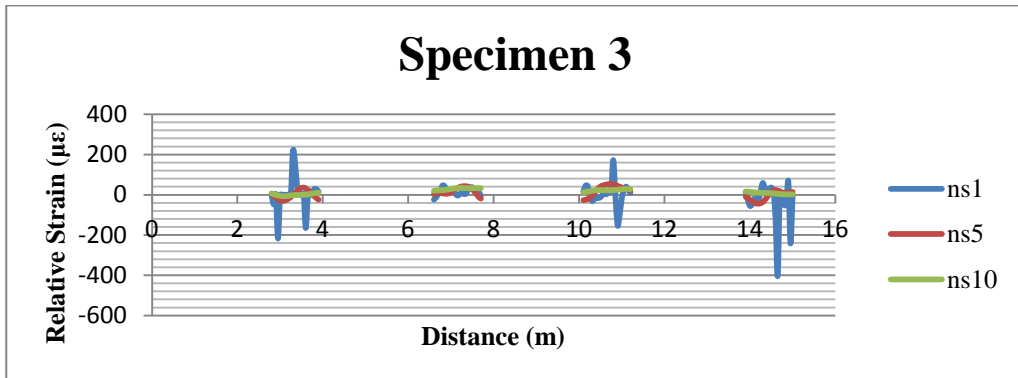 Specimen 3
Relative Strain (µε)
400
200
0
-200
-400
-600
0 2 4 6 8 10 12 14 16
Distance (m)
ns1
ns5
ns10